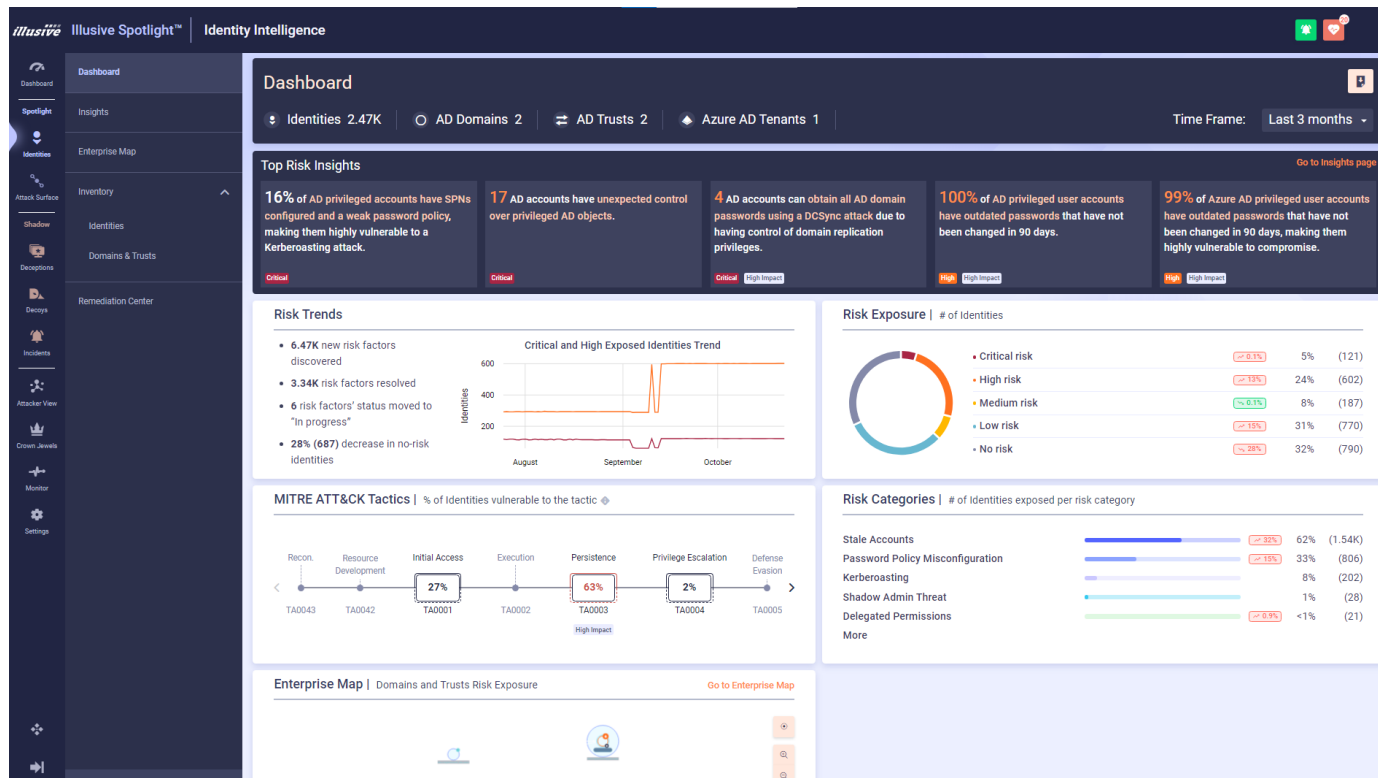 illusive Illusive Spotlight™ Identity Intelligence
20
Dashboard
Spotlight
Identities
Attack Surface
Shadow
Deceptions
Decoys
Incidents
Attacker View
Crown Jewels
Monitor
Settings
Dashboard
Insights
Enterprise Map
Inventory
Identities
Domains & Trusts
Remediation Center
Dashboard
Identities 2.47K AD Domains 2 AD Trusts 2 Azure AD Tenants 1 Time Frame: Last 3 months
Top Risk Insights Go to Insights page
16% of AD privileged accounts have SPNs
configured and a weak password policy,
making them highly vulnerable to a
Kerberoasting attack.
Critical
17 AD accounts have unexpected control
over privileged AD objects.
Critical
4 AD accounts can obtain all AD domain
passwords using a DCSync attack due to
having control of domain replication
privileges.
Critical High Impact
100% of AD privileged user accounts
have outdated passwords that have not
been changed in 90 days.
High High Impact
99% of Azure AD privileged user accounts
have outdated passwords that have not
been changed in 90 days, making them
highly vulnerable to compromise.
High High Impact
Risk Trends
• 6.47K new risk factors
discovered
• 3.34K risk factors resolved
• 6 risk factors' status moved to
"In progress"
• 28% (687) decrease in no-risk
identities
Critical and High Exposed Identities Trend
Identities
600
400
200
August September October
Risk Exposure | # of Identities
• Critical risk 0.1% 5% (121)
• High risk 13% 24% (602)
• Medium risk 0.1% 8% (187)
• Low risk 15% 31% (770)
• No risk 28% 32% (790)
MITRE ATT&CK Tactics | % of Identities vulnerable to the tactic
Recon. Resource Development Initial Access Execution Persistence Privilege Escalation Defense Evasion
27% 63% 2%
TA0043 TA0042 TA0001 TA0002 TA0003 TA0004 TA0005
High Impact
Risk Categories | # of Identities exposed per risk category
Stale Accounts 32% 62% (1.54K)
Password Policy Misconfiguration 15% 33% (806)
Kerberoasting 8% (202)
Shadow Admin Threat 1% (28)
Delegated Permissions 0.9% <1% (21)
More
Enterprise Map | Domains and Trusts Risk Exposure Go to Enterprise Map